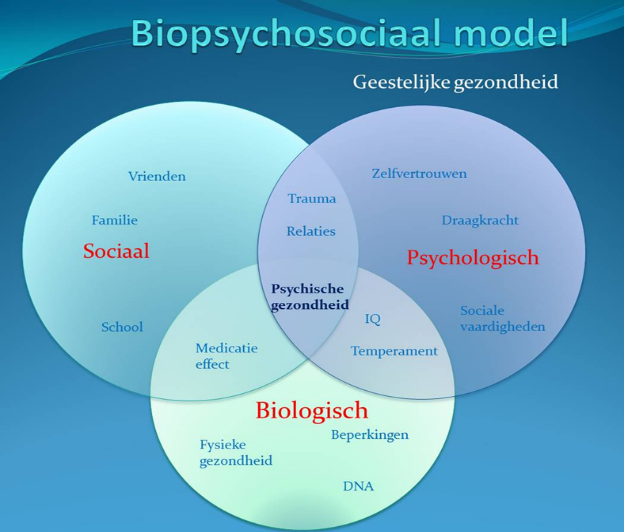 Biopsychosociaal model
Geestelijke gezondheid
Vrienden
Familie
Sociaal
School
Trauma
Relaties
Zelfvertrouwen
Draagkracht
Psychologisch
Sociale
vaardigheden
Psychische
gezondheid
IQ
Temperament
Medicatie
effect
Biologisch
Beperkingen
Fysieke
gezondheid
DNA